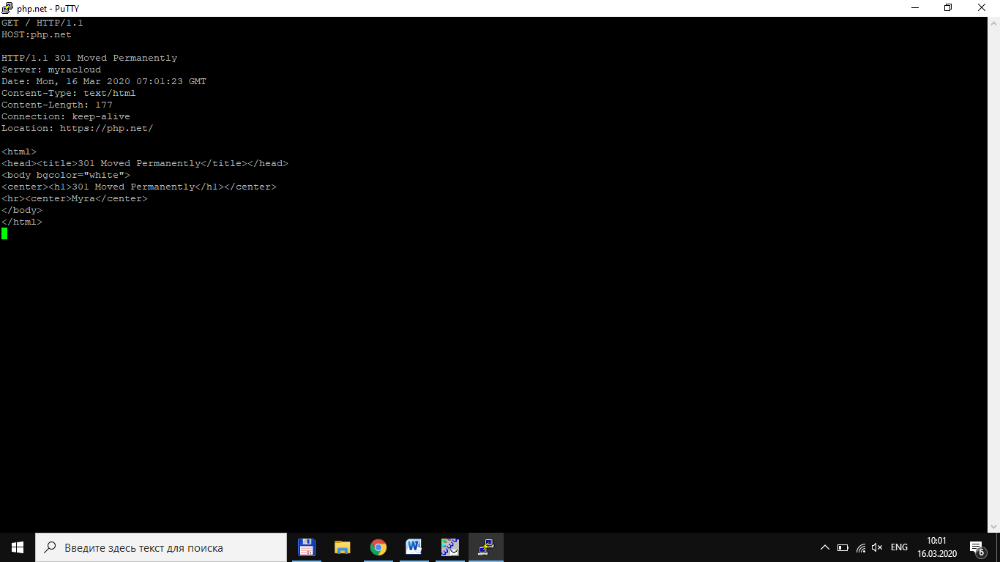 php.net - PuTTY
GET / HTTP/1.1
HOST:php.net
HTTP/1.1 301 Moved Permanently
Server: myracloud
Date: Mon, 16 Mar 2020 07:01:23 GMT
Content-Type: text/html
Content-Length: 177
Connection: keep-alive
Location: https://php.net/
<html>
<head><title>301 Moved Permanently</title></head>
<body bgcolor="white">
<center><h1>301 Moved Permanently</h1></center>
<hr><center>Myra</center>
</body>
</html>
Введите здесь текст для поиска
W
ENG
10:01
16.03.2020
6